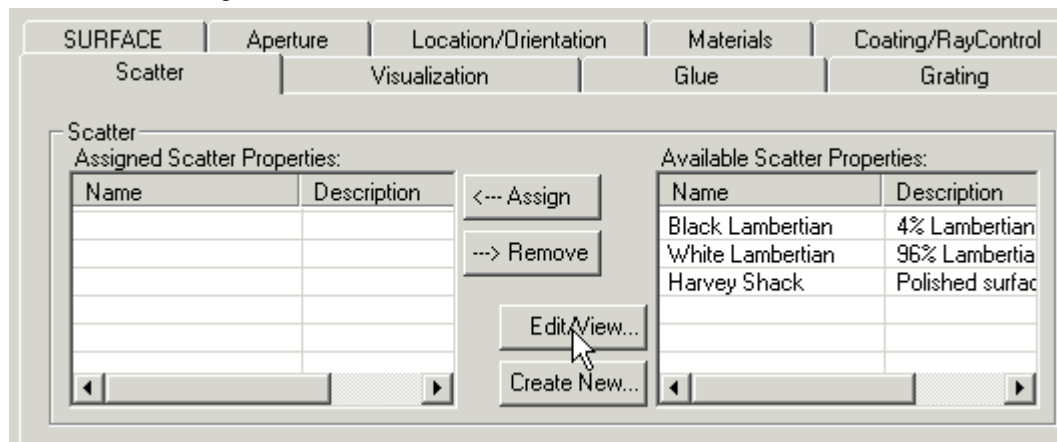 SURFACE Aperture Location/Orientation Materials Coating/RayControl
Scatter Visualization Glue Grating
Scatter
Assigned Scatter Properties: Available Scatter Properties:
Name Description <--- Assign Name Description
Black Lambertian 4% Lambertian
---> Remove White Lambertian 96% Lambertia
Harvey Shack Polished surfac
Edit/View...
Create New...